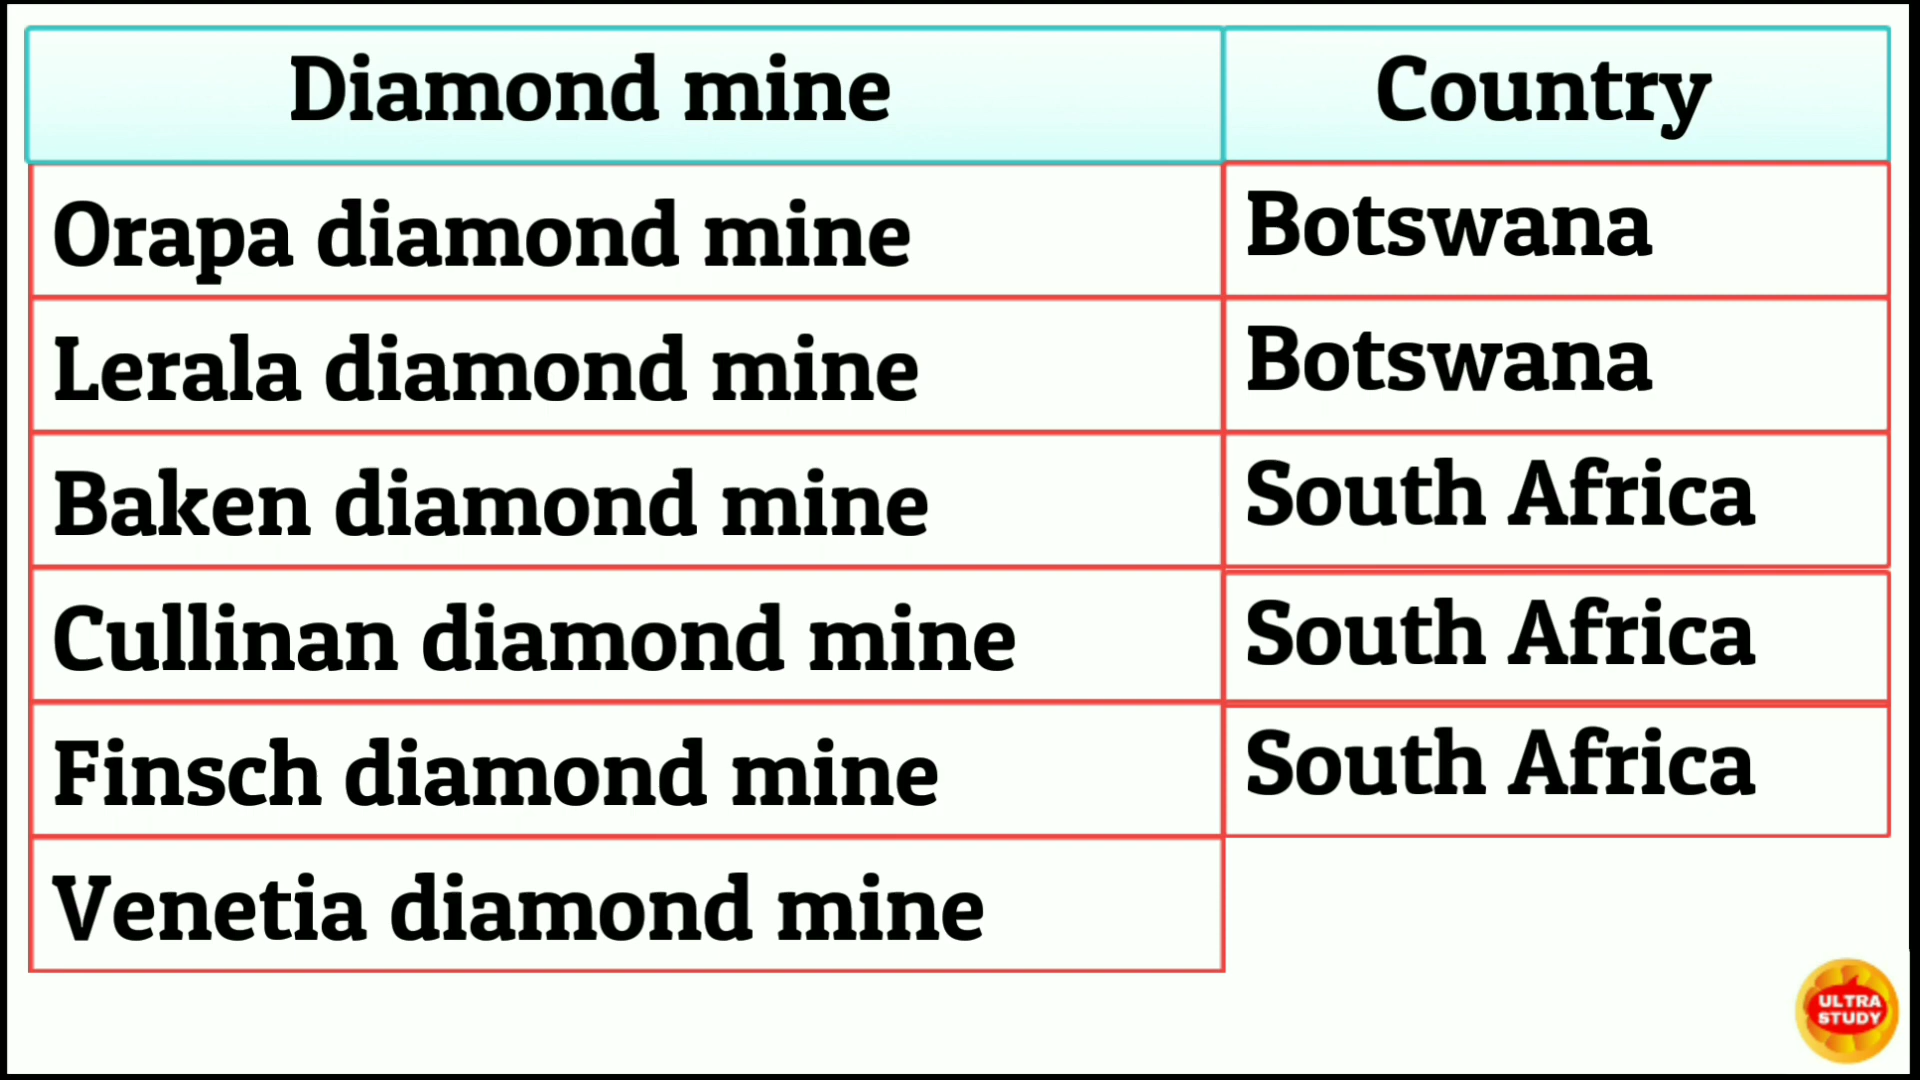 Diamond mine Country
Orapa diamond mine Botswana
Lerala diamond mine Botswana
Baken diamond mine South Africa
Cullinan diamond mine South Africa
Finsch diamond mine South Africa
Venetia diamond mine
ULTRA
STUDY